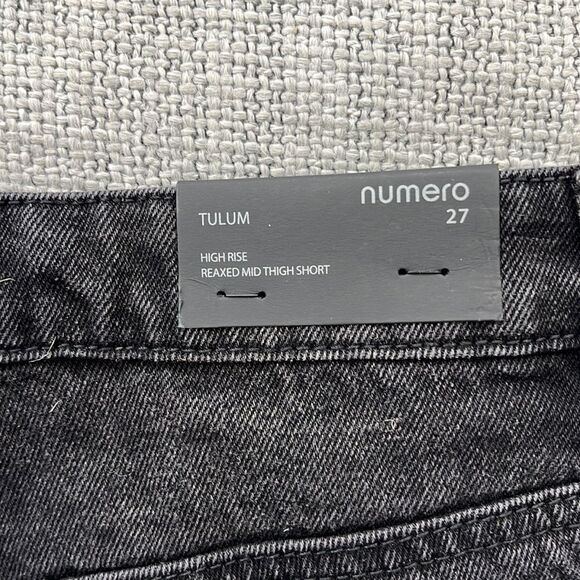 numero
TULUM 27
HIGH RISE
REAXED MID THIGH SHORT